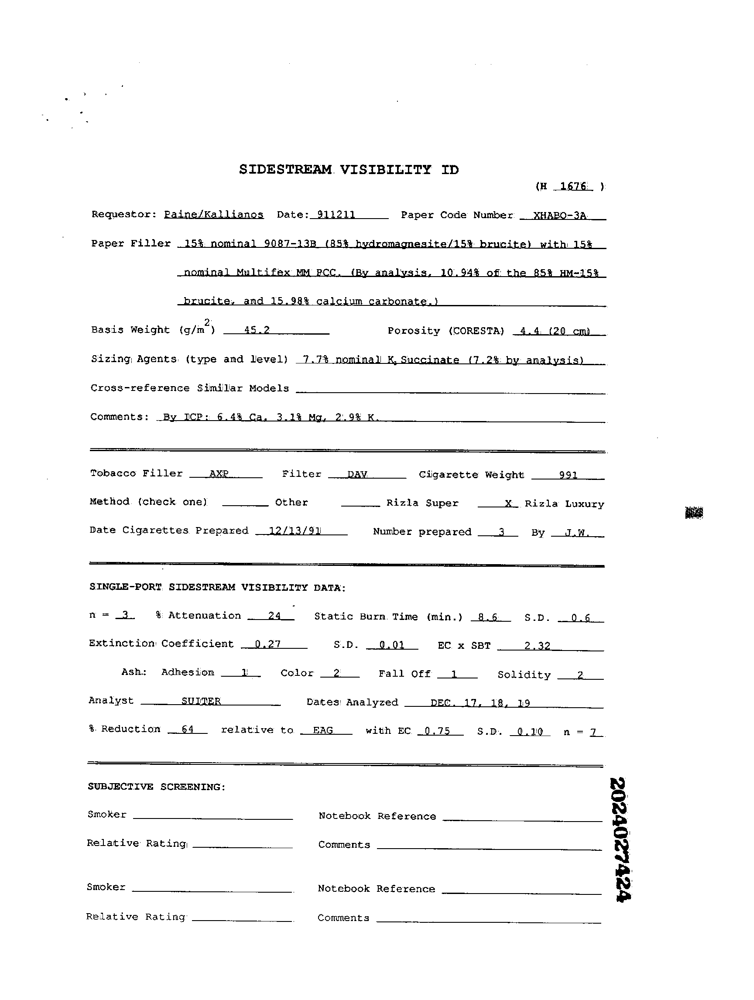 SIDESTREAM VISIBILITY ID
(H 1676 )
Requestor: Paine/Kallianos Date: 911211 Paper Code Number XHABO-3A
Paper Filler 15% nominal 9087-13B (85% hydromagnesite/15% brucite) with 15%
nominal Multifex MM PCC. (By analysis, 10.94% of the 85% HM-15%
brucite, and 15.98% calcium carbonate.)
Basis Weight (g/m2) 45.2 Porosity (CORESTA) 4.4 (20 cm)
Sizing Agents (type and level) 7.7% nominal K Succinate (7.2% by analysis)
Cross-reference Similar Models
Comments: By ICP: 6.4% Ca, 3.1% Mg, 2.9% K.
Tobacco Filler AXP Filter DAV Cigarette Weight 991
Method (check one) Other Rizla Super X Rizla Luxury
Date Cigarettes Prepared 12/13/91 Number prepared 3 By J.W.
SINGLE-PORT SIDESTREAM VISIBILITY DATA:
n = 3 % Attenuation 24 Static Burn Time (min.) 8.6 S.D. 0.6
Extinction Coefficient 0.27 S.D. 0.01 EC x SBT 2.32
Ash: Adhesion 1 Color 2 Fall Off 1 Solidity 2
Analyst SUITER Dates Analyzed DEC. 17, 18, 19
% Reduction 64 relative to EAG with EC 0.75 S.D. 0.10 n = 7
SUBJECTIVE SCREENING:
Smoker Notebook Reference
Relative Rating Comments
Smoker Notebook Reference
Relative Rating Comments
2024027424